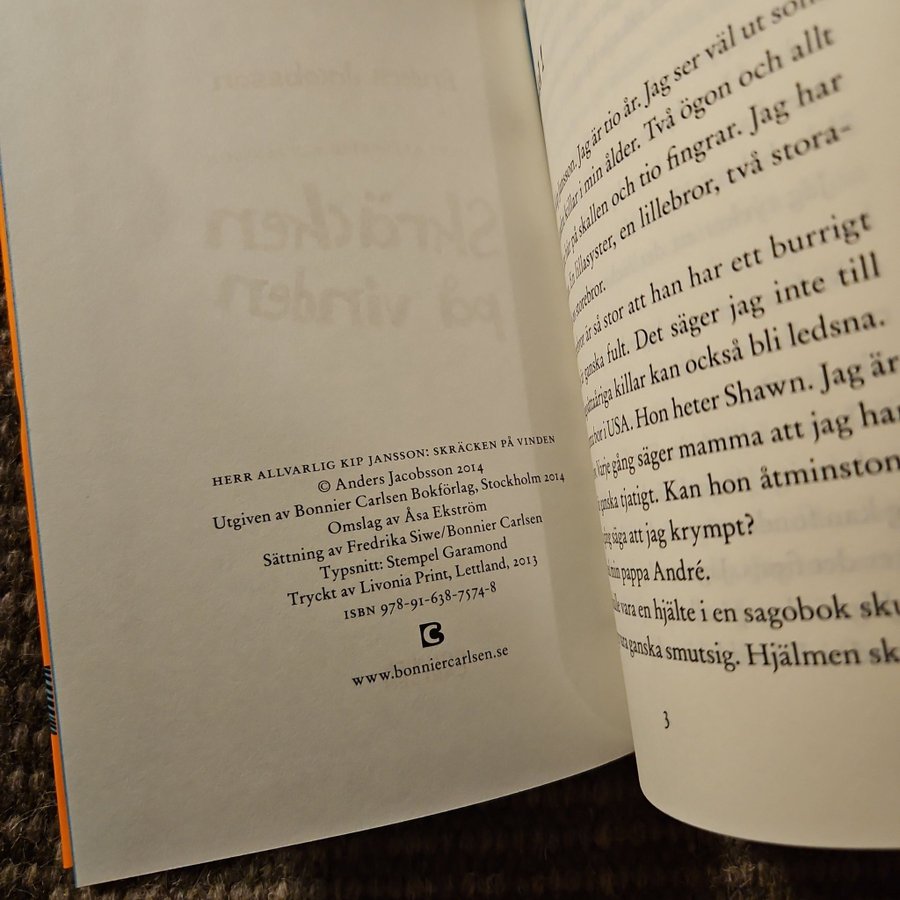 HERR ALLVARLIG KIP JANSSON: SKRÄCKEN PÅ VINDEN
© Anders Jacobsson 2014
Utgiven av Bonnier Carlsen Bokförlag, Stockholm 2014
Omslag av Åsa Ekström
Sättning av Fredrika Siwe/Bonnier Carlsen
Typsnitt: Stempel Garamond
Tryckt av Livonia Print, Lettland, 2013
ISBN 978-91-638-7574-8
www.bonniercarlsen.se
Jag är tio år. Jag ser väl ut som
killar i min ålder. Två ögon och allt
på skallen och tio fingrar. Jag har
lillasyster, en lillebror, två stora-
storebror.
är så stor att han har ett burrigt
ganska fult. Det säger jag inte till
killar kan också bli ledsna.
bor i USA. Hon heter Shawn. Jag är
Varje gång säger mamma att jag har
ganska tjatigt. Kan hon åtminston
säga att jag krympt?
min pappa André.
vara en hjälte i en sagobok sku
ganska smutsig. Hjälmen sk
3